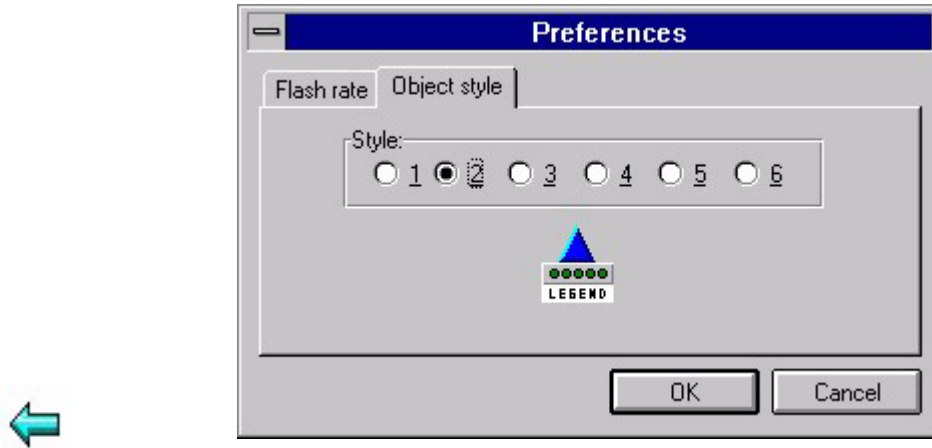 Preferences
Flash rate Object style
Style:
1 2 3 4 5 6
LEGEND
OK Cancel